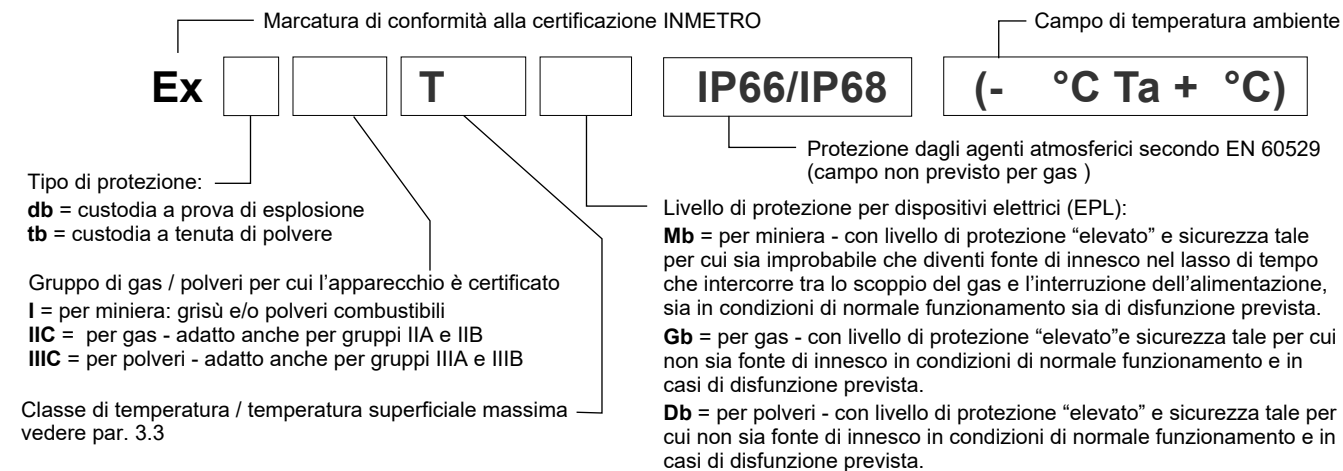 Marcatura di conformità alla certificazione INMETRO
Campo di temperatura ambiente
Ex T IP66/IP68 (- °C Ta + °C)
Protezione dagli agenti atmosferici secondo EN 60529
(campo non previsto per gas )
Tipo di protezione:
db = custodia a prova di esplosione
tb = custodia a tenuta di polvere
Gruppo di gas / polveri per cui l'apparecchio è certificato
I = per miniera: grisù e/o polveri combustibili
IIC = per gas - adatto anche per gruppi IIA e IIB
IIIC = per polveri - adatto anche per gruppi IIIA e IIIB
Classe di temperatura / temperatura superficiale massima
vedere par. 3.3
Livello di protezione per dispositivi elettrici (EPL):
Mb = per miniera - con livello di protezione “elevato” e sicurezza tale
per cui sia improbabile che diventi fonte di innesco nel lasso di tempo
che intercorre tra lo scoppio del gas e l'interruzione dell'alimentazione,
sia in condizioni di normale funzionamento sia di disfunzione prevista.
Gb = per gas - con livello di protezione “elevato”e sicurezza tale per cui
non sia fonte di innesco in condizioni di normale funzionamento e in
casi di disfunzione prevista.
Db = per polveri - con livello di protezione “elevato” e sicurezza tale per
cui non sia fonte di innesco in condizioni di normale funzionamento e in
casi di disfunzione prevista.